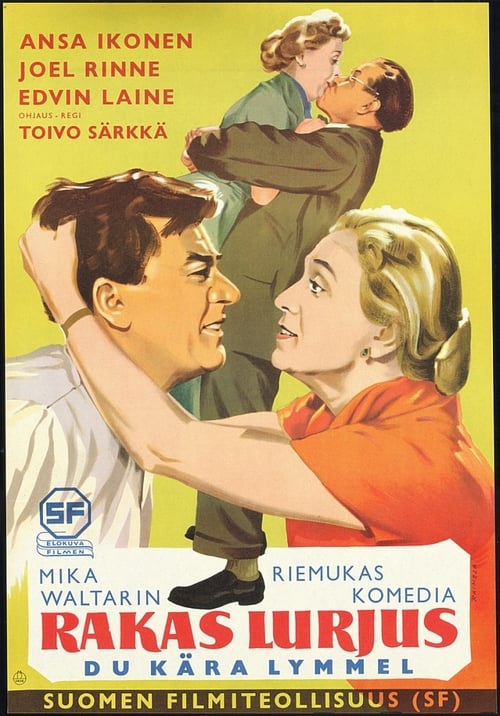 ANSA IKONEN
JOEL RINNE
EDVIN LAINE
OHJAUS - REGI
TOIVO SÄRKKÄ
SF
ELOKUVA
FILMEN
MIKA
WALTARIN
RIEMUKAS
KOMEDIA
RAKAS LURJUS
DU KÄRA LYMMEL
SUOMEN FILMITEOLLISUUS (SF)